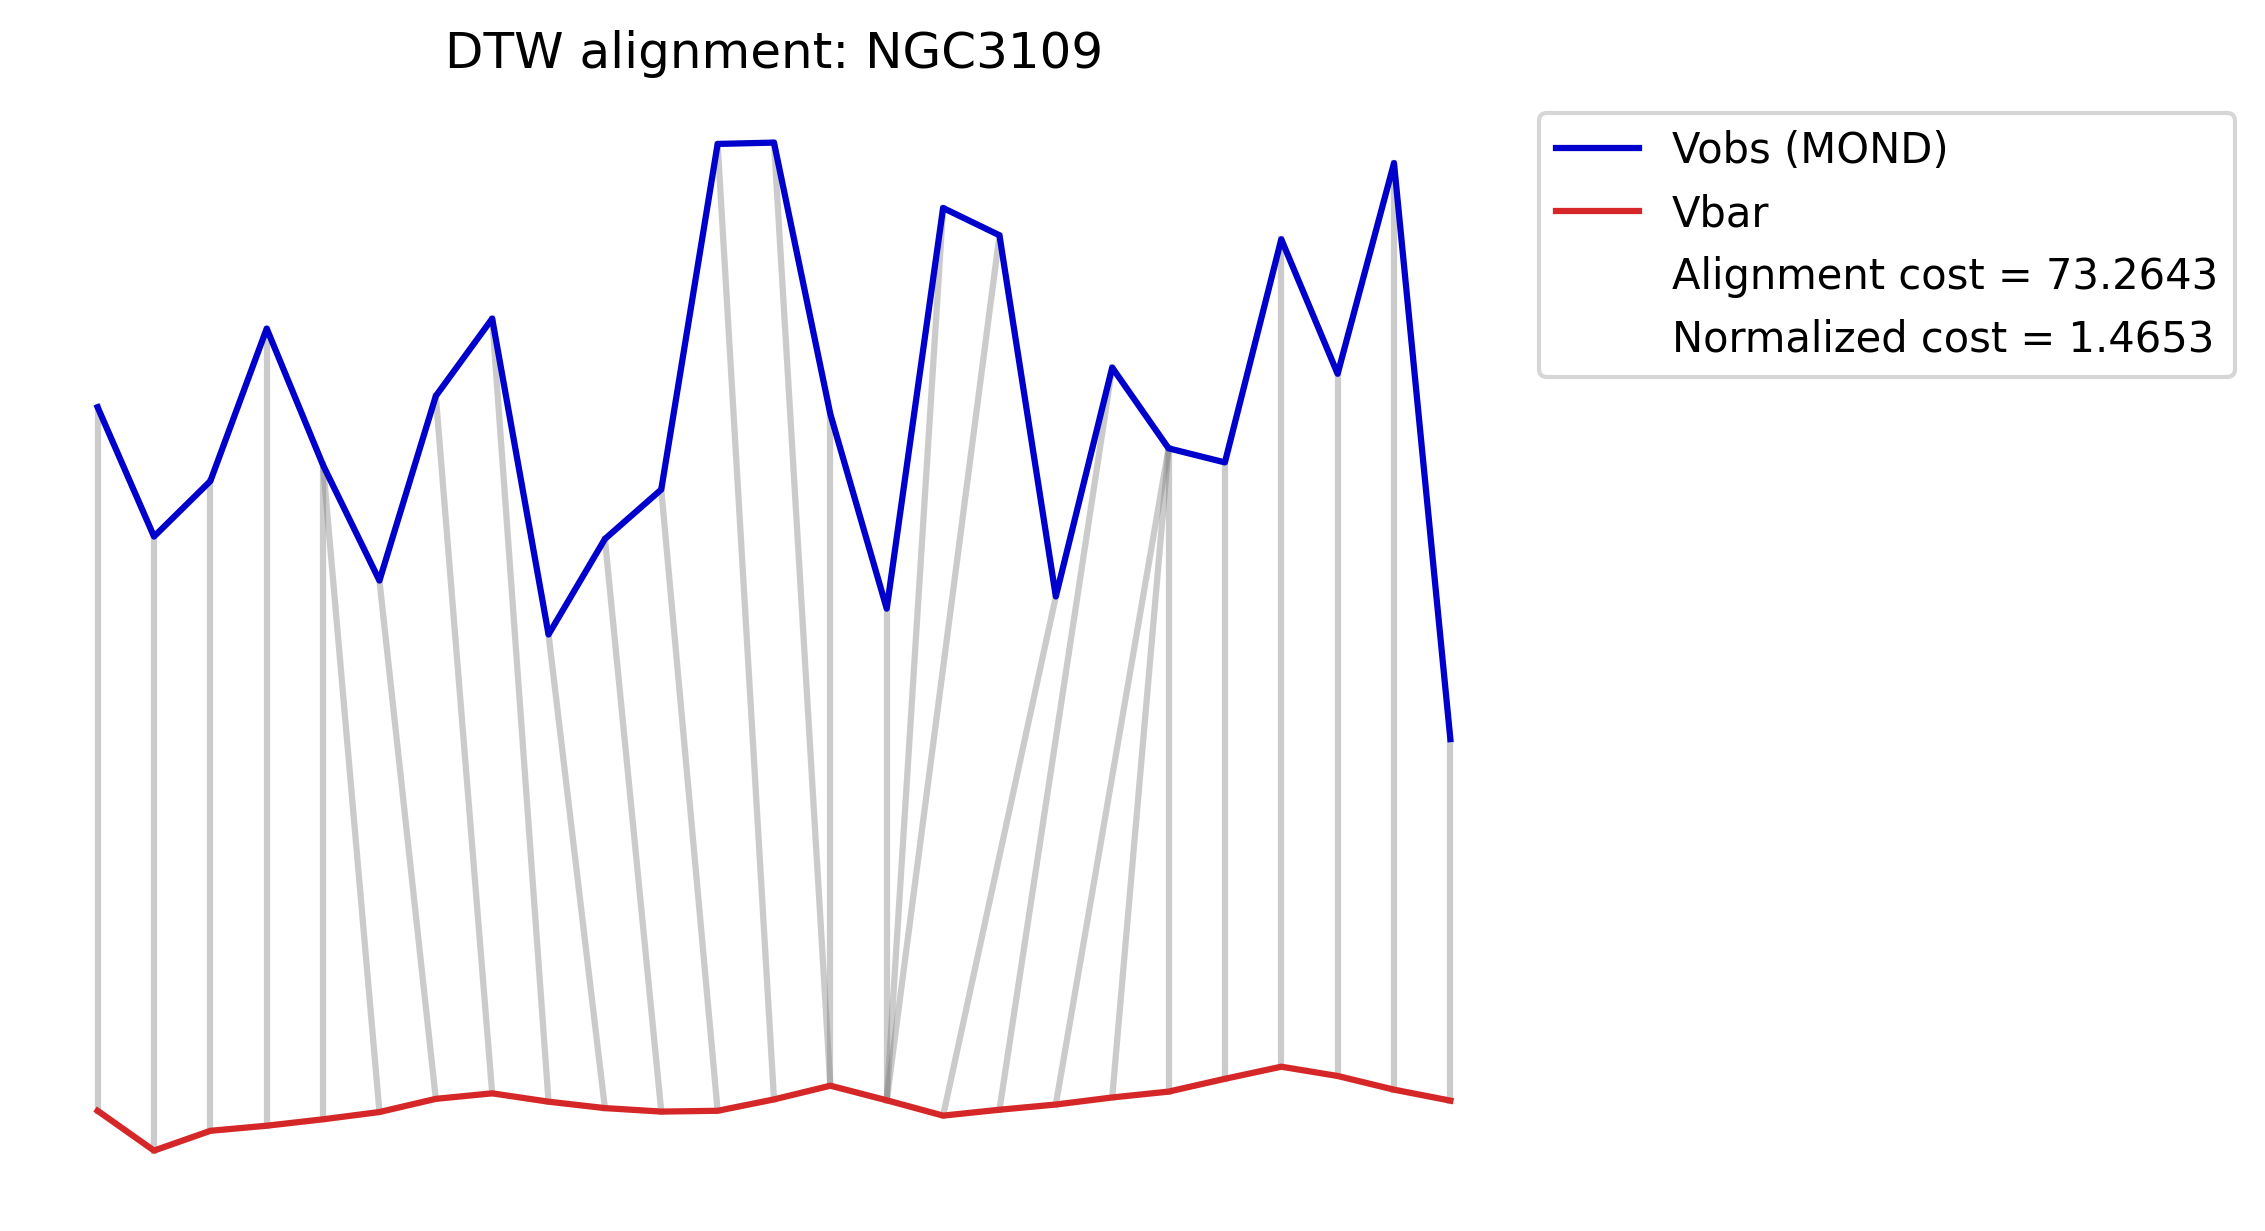 DTW alignment: NGC3109
Vobs (MOND)
Vbar
Alignment cost = 73.2643
Normalized cost = 1.4653